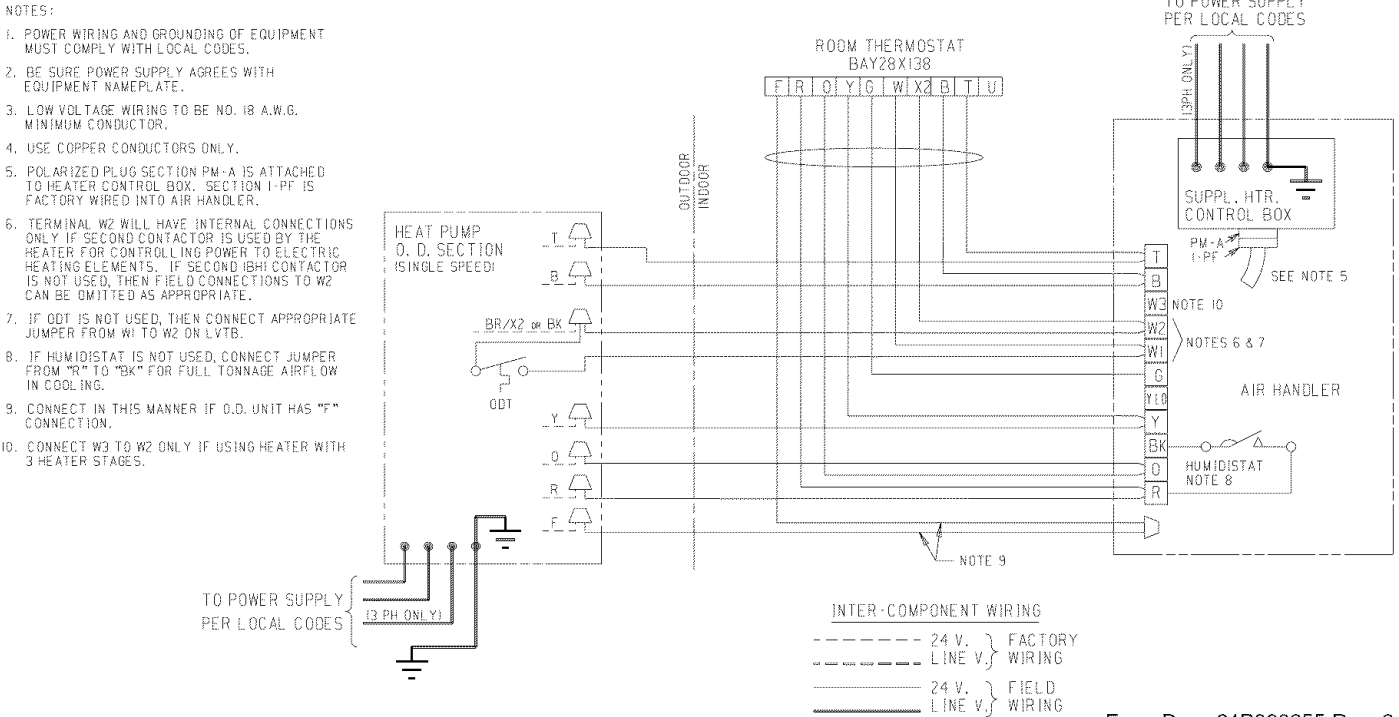 NOTES:
1. POWER WIRING AND GROUNDING OF EQUIPMENT
MUST COMPLY WITH LOCAL CODES.
2. BE SURE POWER SUPPLY AGREES WITH
EQUIPMENT NAMEPLATE.
3. LOW VOLTAGE WIRING TO BE NO. 18 A.W.G.
MINIMUM CONDUCTOR.
4. USE COPPER CONDUCTORS ONLY.
5. POLARIZED PLUG SECTION PM-A IS ATTACHED
TO HEATER CONTROL BOX. SECTION 1-PF IS
FACTORY WIRED INTO AIR HANDLER.
6. TERMINAL W2 WILL HAVE INTERNAL CONNECTIONS
ONLY IF SECOND CONTACTOR IS USED BY THE
HEATER FOR CONTROLLING POWER TO ELECTRIC
HEATING ELEMENTS. IF SECOND (BH) CONTACTOR
IS NOT USED, THEN FIELD CONNECTIONS TO W2
CAN BE OMITTED AS APPROPRIATE.
7. IF ODT IS NOT USED, THEN CONNECT APPROPRIATE
JUMPER FROM W1 TO W2 ON LVTB.
8. IF HUMIDISTAT IS NOT USED, CONNECT JUMPER
FROM "R" TO "BK" FOR FULL TONNAGE AIRFLOW
IN COOLING.
9. CONNECT IN THIS MANNER IF O.D. UNIT HAS "F"
CONNECTION.
10. CONNECT W3 TO W2 ONLY IF USING HEATER WITH
3 HEATER STAGES.
ROOM THERMOSTAT
BAY28X138
F R O Y G W X2 B T U
TO POWER SUPPLY
PER LOCAL CODES
(3PH ONLY)
SUPPL. HTR.
CONTROL BOX
PM-A
1-PF
SEE NOTE 5
OUTDOOR
INDOOR
HEAT PUMP
O. D. SECTION
(SINGLE SPEED)
T
B
BR/X2 OR BK
ODT
Y
O
R
F
T
B
W3 NOTE 10
W2
W1
NOTES 6 & 7
G
YLO
Y
BK
O
R
AIR HANDLER
HUMIDISTAT
NOTE 8
NOTE 9
TO POWER SUPPLY
PER LOCAL CODES
(3 PH ONLY)
INTER-COMPONENT WIRING
24 V.
LINE V.
FACTORY
WIRING
24 V.
LINE V.
FIELD
WIRING